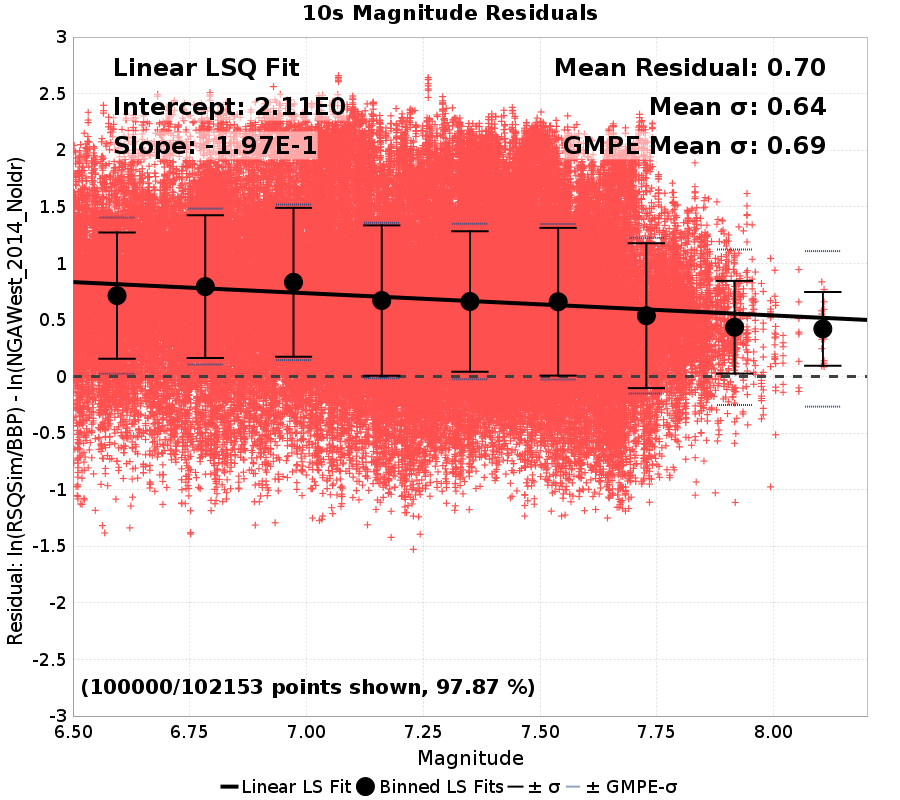 10s Magnitude Residuals
Linear LSQ Fit
Intercept: 2.11E0
Slope: -1.97E-1
Mean Residual: 0.70
Mean σ: 0.64
GMPE Mean σ: 0.69
Residual: ln(RSQSim/BBP) - ln(NGAWest_2014_NoIdr)
3
2.5
2
1.5
1
0.5
0
-0.5
-1
-1.5
-2
-2.5
-3
(100000/102153 points shown, 97.87 %)
6.50 6.75 7.00 7.25 7.50 7.75 8.00
Magnitude
Linear LS Fit Binned LS Fits ± σ ± GMPE-σ